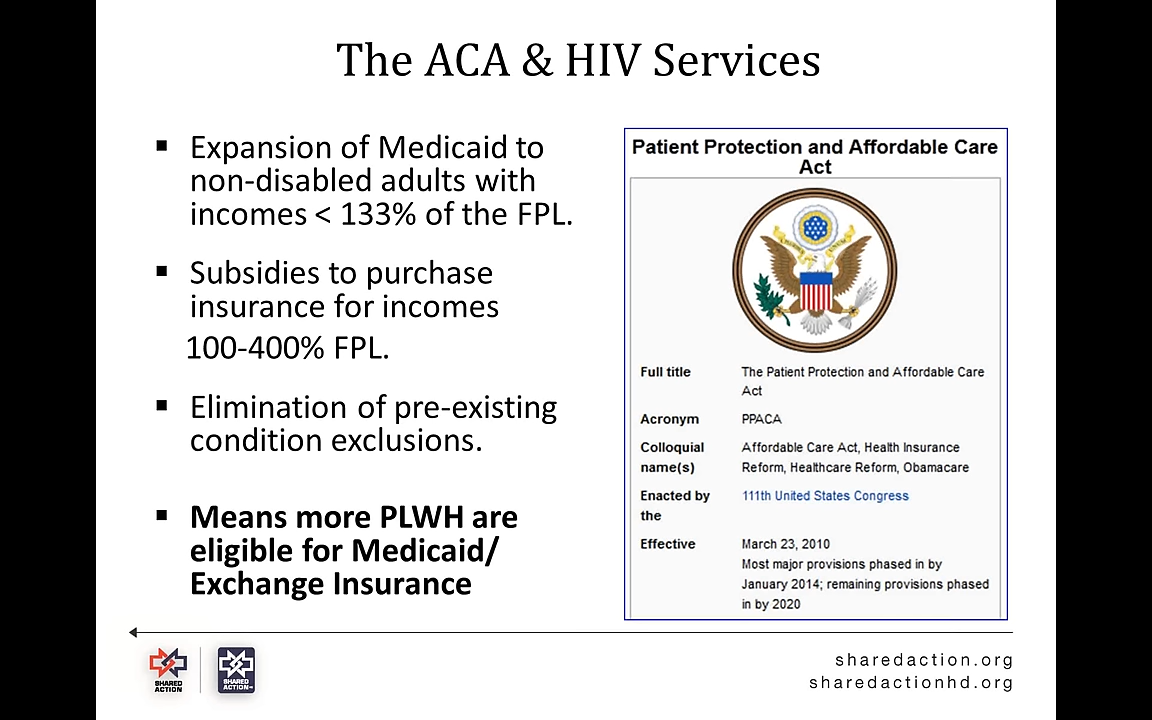 The ACA & HIV Services
▪ Expansion of Medicaid to
non-disabled adults with
incomes < 133% of the FPL.
▪ Subsidies to purchase
insurance for incomes
100-400% FPL.
▪ Elimination of pre-existing
condition exclusions.
▪ Means more PLWH are
eligible for Medicaid/
Exchange Insurance
Patient Protection and Affordable Care
Act
Full title The Patient Protection and Affordable Care
Act
Acronym PPACA
Colloquial Affordable Care Act, Health Insurance
name(s) Reform, Healthcare Reform, Obamacare
Enacted by 111th United States Congress
the
Effective March 23, 2010
Most major provisions phased in by
January 2014; remaining provisions phased
in by 2020
SHARED
ACTION
SHARED
ACTION
sharedaction.org
sharedactionhd.org